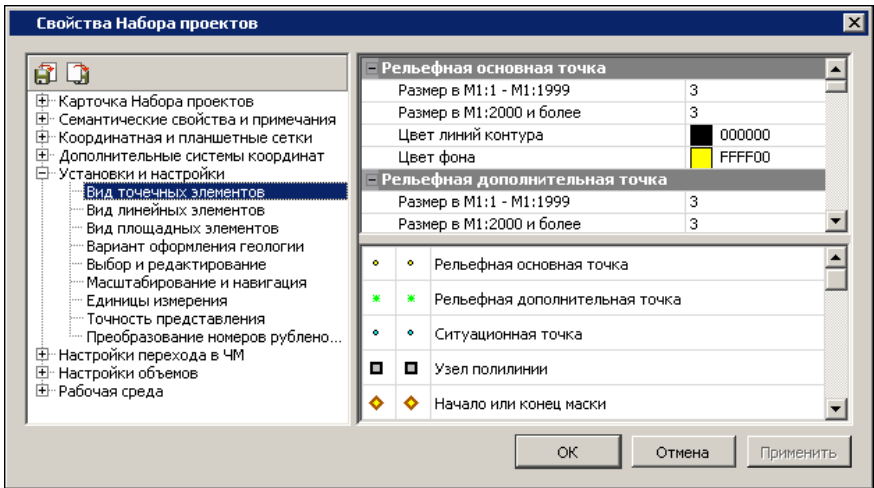 Свойства Набора проектов
Карточка Набора проектов
Семантические свойства и примечания
Координатная и планшетные сетки
Дополнительные системы координат
Установки и настройки
Вид точечных элементов
Вид линейных элементов
Вид площадных элементов
Вариант оформления геологии
Выбор и редактирование
Масштабирование и навигация
Единицы измерения
Точность представления
Преобразование номеров рублено...
Настройки перехода в ЧМ
Настройки объемов
Рабочая среда
Рельефная основная точка
Размер в М1:1 - М1:1999 3
Размер в М1:2000 и более 3
Цвет линий контура 000000
Цвет фона FFFF00
Рельефная дополнительная точка
Размер в М1:1 - М1:1999 3
Размер в М1:2000 и более 3
Рельефная основная точка
Рельефная дополнительная точка
Ситуационная точка
Узел полилинии
Начало или конец маски
ОК Отмена Применить